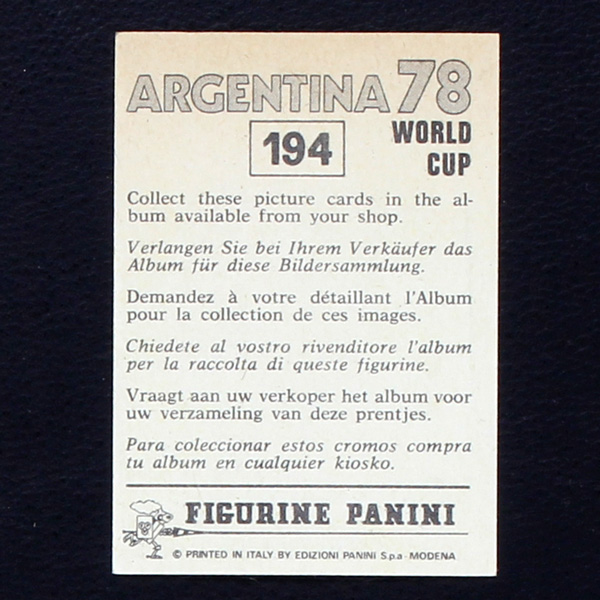 ARGENTINA 78
194
WORLD
CUP
Collect these picture cards in the al-
bum available from your shop.
Verlangen Sie bei Ihrem Verkäufer das
Album für diese Bildersammlung.
Demandez à votre détaillant l'Album
pour la collection de ces images.
Chiedete al vostro rivenditore l'album
per la raccolta di queste figurine.
Vraagt aan uw verkoper het album voor
uw verzameling van deze prentjes.
Para coleccionar estos cromos compra
tu album en cualquier kiosko.
FIGURINE PANINI
© PRINTED IN ITALY BY EDIZIONI PANINI S.p.a - MODENA